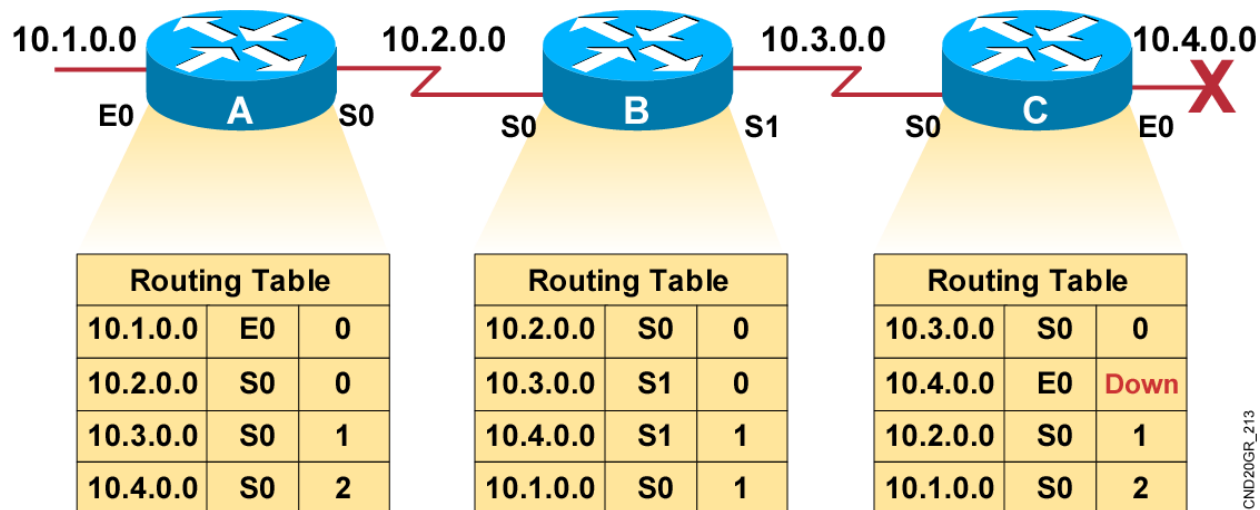 10.1.0.0 10.2.0.0 10.3.0.0 10.4.0.0
X
E0 A S0 S0 B S1 S0 C E0
Routing Table
10.1.0.0 E0 0
10.2.0.0 S0 0
10.3.0.0 S0 1
10.4.0.0 S0 2
Routing Table
10.2.0.0 S0 0
10.3.0.0 S1 0
10.4.0.0 S1 1
10.1.0.0 S0 1
Routing Table
10.3.0.0 S0 0
10.4.0.0 E0 Down
10.2.0.0 S0 1
10.1.0.0 S0 2
CND20GR_213